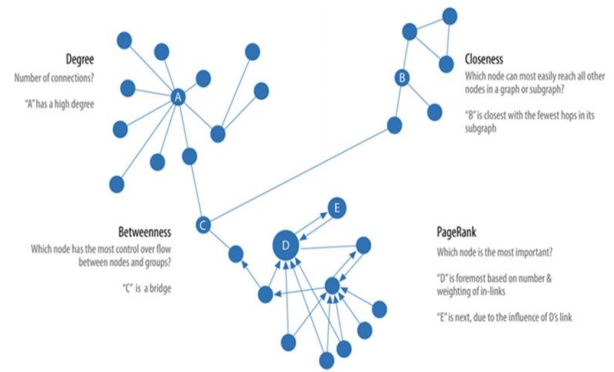 Degree
Number of connections?
"A" has a high degree
A
B
Closeness
Which node can most easily reach all other
nodes in a graph or subgraph?
"B" is closest with the fewest hops in its
subgraph
Betweenness
Which node has the most control over flow
between nodes and groups?
"C" is a bridge
C
E
D
PageRank
Which node is the most important?
"D" is foremost based on number &
weighting of in-links
"E" is next, due to the influence of D's link